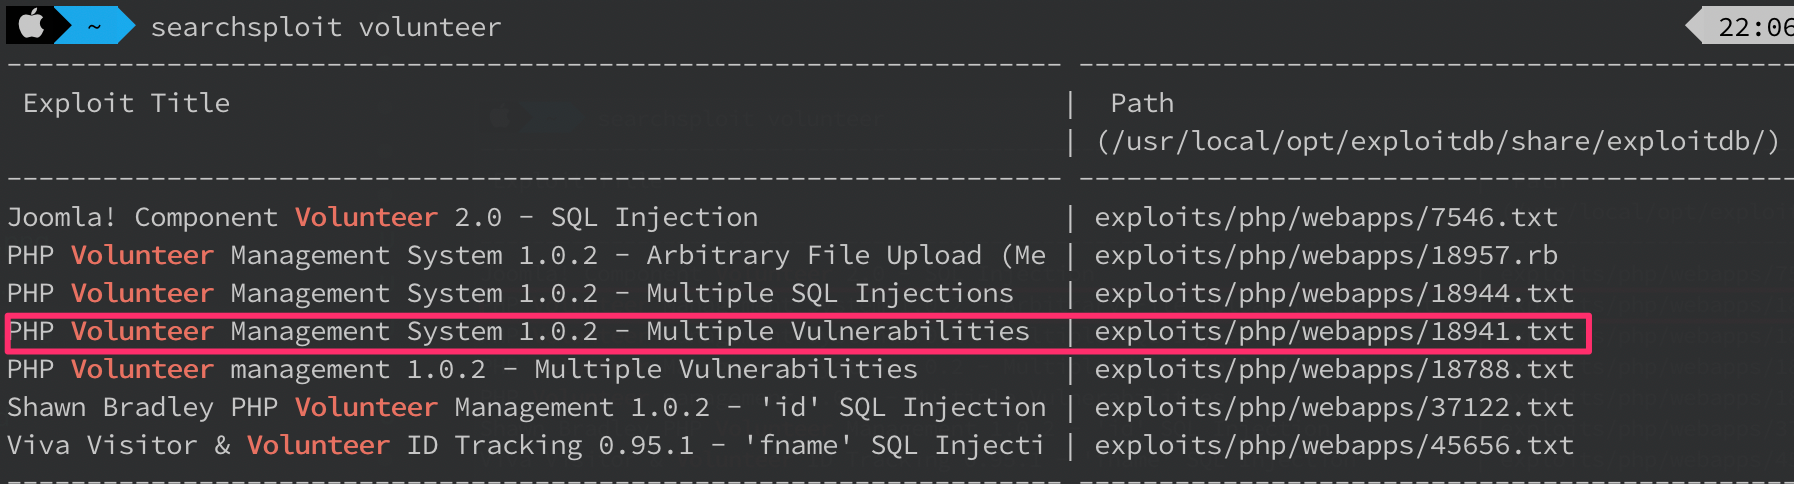 ~ searchsploit volunteer 22:06
Exploit Title | Path
| (/usr/local/opt/exploitdb/share/exploitdb/)
Joomla! Component Volunteer 2.0 - SQL Injection | exploits/php/webapps/7546.txt
PHP Volunteer Management System 1.0.2 - Arbitrary File Upload (Me | exploits/php/webapps/18957.rb
PHP Volunteer Management System 1.0.2 - Multiple SQL Injections | exploits/php/webapps/18944.txt
PHP Volunteer Management System 1.0.2 - Multiple Vulnerabilities | exploits/php/webapps/18941.txt
PHP Volunteer management 1.0.2 - Multiple Vulnerabilities | exploits/php/webapps/18788.txt
Shawn Bradley PHP Volunteer Management 1.0.2 - 'id' SQL Injection | exploits/php/webapps/37122.txt
Viva Visitor & Volunteer ID Tracking 0.95.1 - 'fname' SQL Injecti | exploits/php/webapps/45656.txt